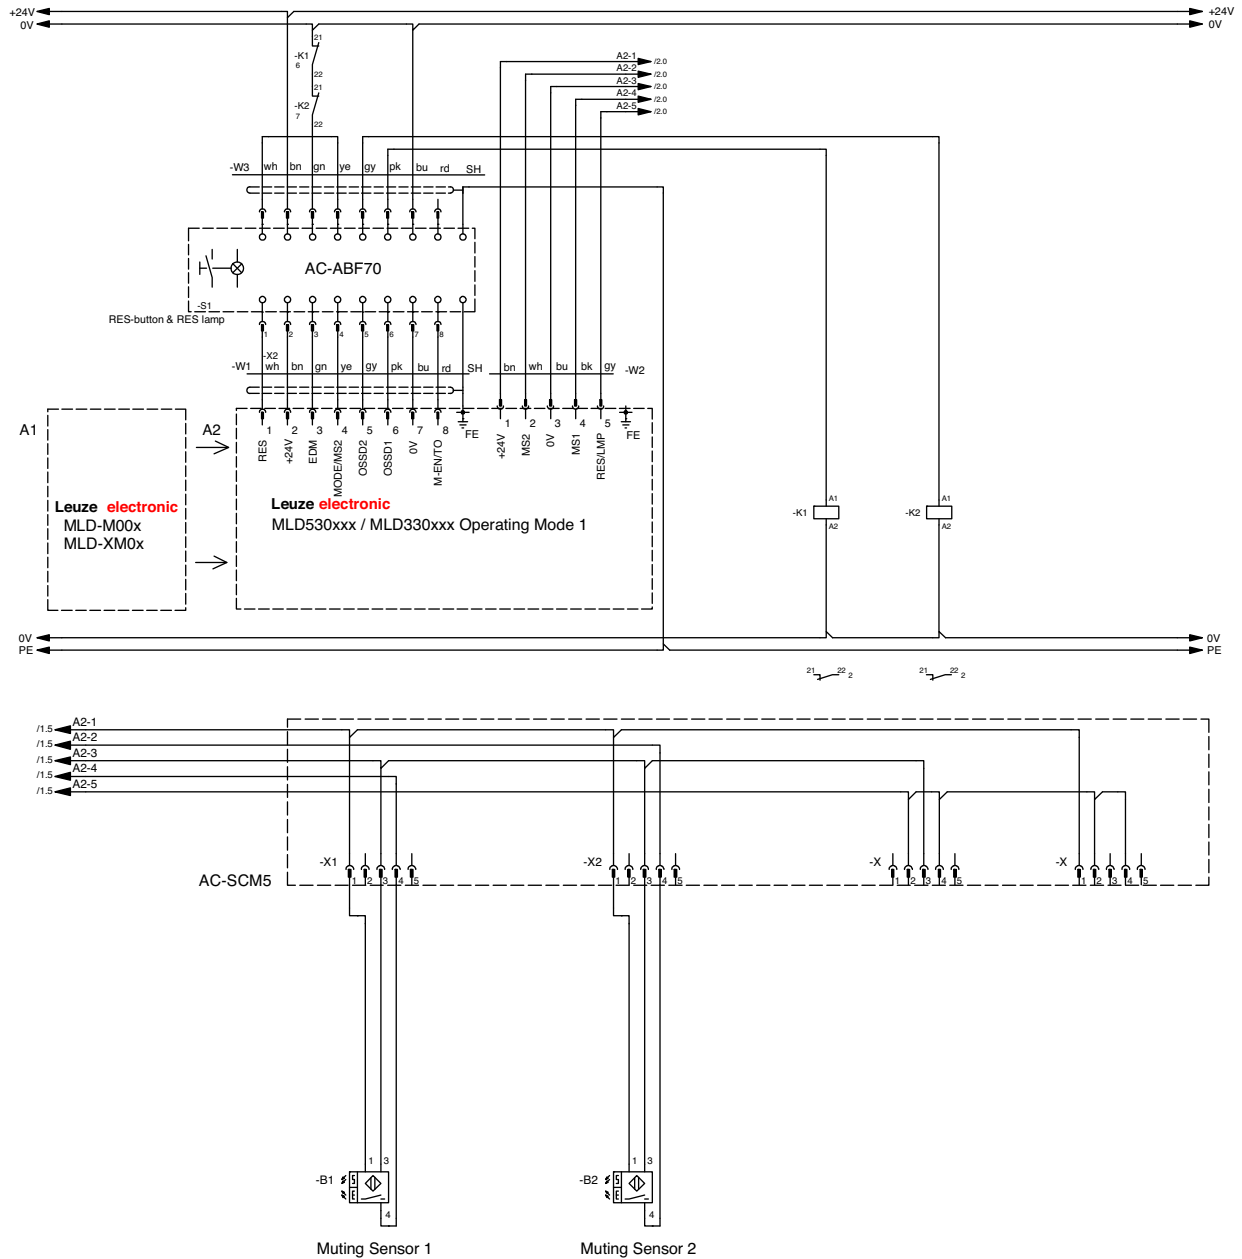 +24V +24V
0V 0V
21
-K1
6
22
21
-K2
7
22
A2-1 /2.0
A2-2 /2.0
A2-3 /2.0
A2-4 /2.0
A2-5 /2.0
-W3 wh bn gn ye gy pk bu rd SH
AC-ABF70
-S1
RES-button & RES lamp
1 2 3 4 5 6 7 8
-X2
-W1 wh bn gn ye gy pk bu rd SH
bn wh bu bk gy -W2
A1
A2
1 2 3 4 5 6 7 8 FE
RES +24V EDM MODE/MS2 OSSD2 OSSD1 0V M-EN/TO
1 2 3 4 5 FE
+24V MS2 0V MS1 RES/LMP
Leuze electronic
MLD-M00x
MLD-XM0x
Leuze electronic
MLD530xxx / MLD330xxx Operating Mode 1
A1
-K1
A2
A1
-K2
A2
0V 0V
PE PE
21 22 2
21 22 2
/1.5 A2-1
/1.5 A2-2
/1.5 A2-3
/1.5 A2-4
/1.5 A2-5
-X1 1 2 3 4 5
-X2 1 2 3 4 5
-X 1 2 3 4 5
-X 1 2 3 4 5
AC-SCM5
1 3
-B1 S
E
4
1 3
-B2 S
E
4
Muting Sensor 1
Muting Sensor 2